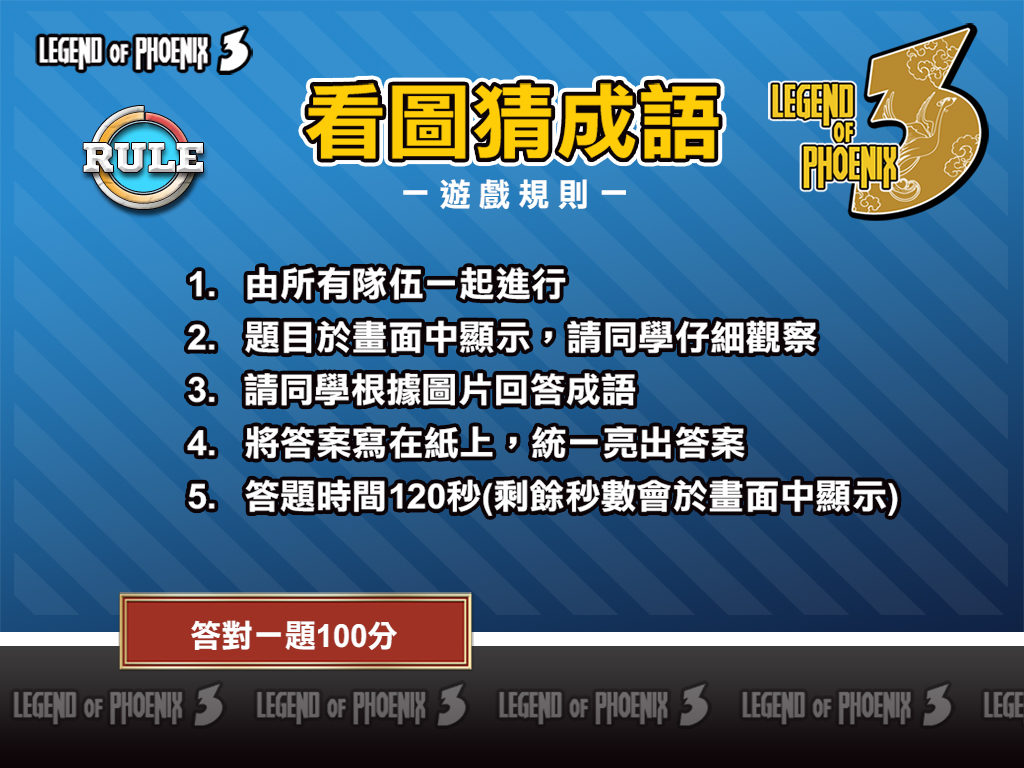 LEGEND OF PHOENIX 3
看圖猜成語
LEGEND
OF
PHOENIX
3
RULE
－遊戲規則－
1. 由所有隊伍一起進行
2. 題目於畫面中顯示，請同學仔細觀察
3. 請同學根據圖片回答成語
4. 將答案寫在紙上，統一亮出答案
5. 答題時間120秒(剩餘秒數會於畫面中顯示)
答對一題100分
LEGEND OF PHOENIX 3 LEGEND OF PHOENIX 3 LEGEND OF PHOENIX 3 LEGEND OF PHOENIX 3 LEGE